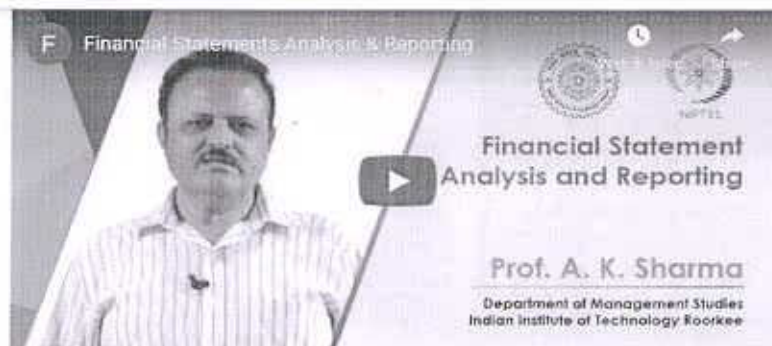 F
Financial Statements Analysis & Reporting
NPTEL
Financial Statement
Analysis and Reporting
Prof. A. K. Sharma
Department of Management Studies
Indian Institute of Technology Roorkee